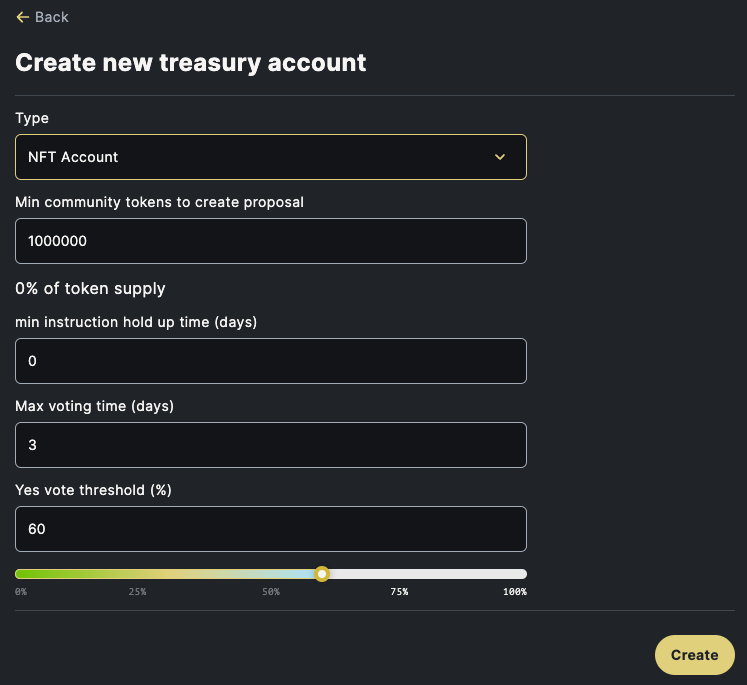 Back
Create new treasury account
Type
NFT Account
Min community tokens to create proposal
1000000
0% of token supply
min instruction hold up time (days)
0
Max voting time (days)
3
Yes vote threshold (%)
60
0% 25% 50% 75% 100%
Create